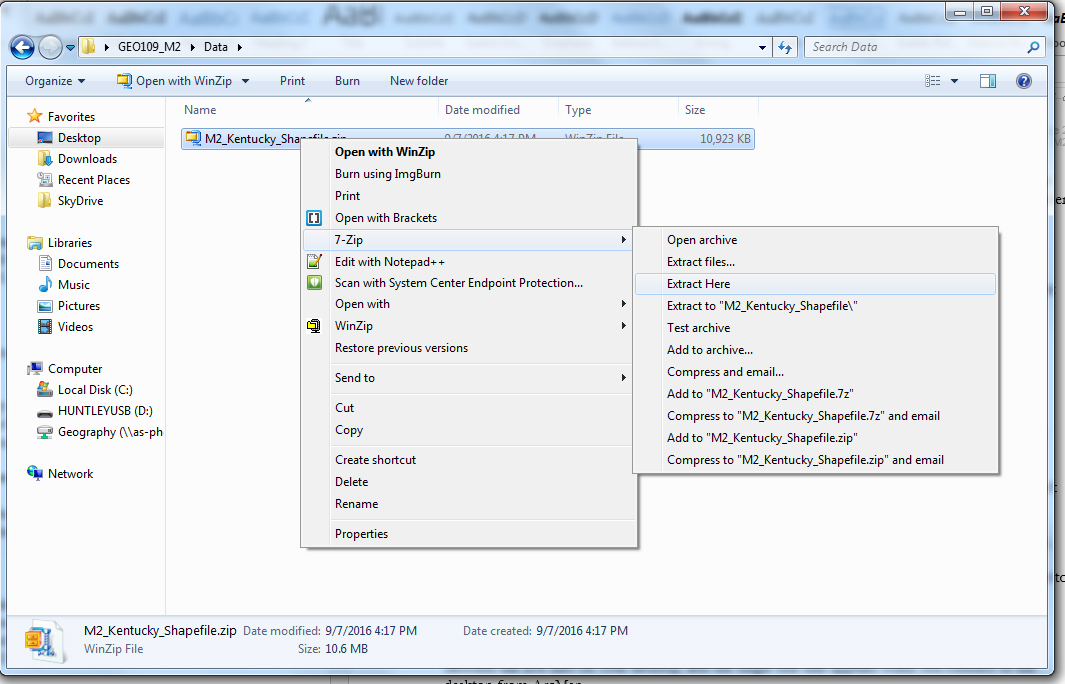 GEO109_M2 Data
Search Data
Organize Open with WinZip Print Burn New folder
Name Date modified Type Size
Favorites
Desktop
Downloads
Recent Places
SkyDrive
Libraries
Documents
Music
Pictures
Videos
Computer
Local Disk (C:)
HUNTLEYUSB (D:)
Geography (\\as-ph
Network
M2_Kentucky_Shapefile.zip 9/7/2016 4:17 PM WinZip File 10,923 KB
Open with WinZip
Burn using ImgBurn
Print
Open with Brackets
7-Zip
Edit with Notepad++
Scan with System Center Endpoint Protection...
Open with
WinZip
Restore previous versions
Send to
Cut
Copy
Create shortcut
Delete
Rename
Properties
Open archive
Extract files...
Extract Here
Extract to "M2_Kentucky_Shapefile\"
Test archive
Add to archive...
Compress and email...
Add to "M2_Kentucky_Shapefile.7z"
Compress to "M2_Kentucky_Shapefile.7z" and email
Add to "M2_Kentucky_Shapefile.zip"
Compress to "M2_Kentucky_Shapefile.zip" and email
M2_Kentucky_Shapefile.zip Date modified: 9/7/2016 4:17 PM Date created: 9/7/2016 4:17 PM
WinZip File Size: 10.6 MB